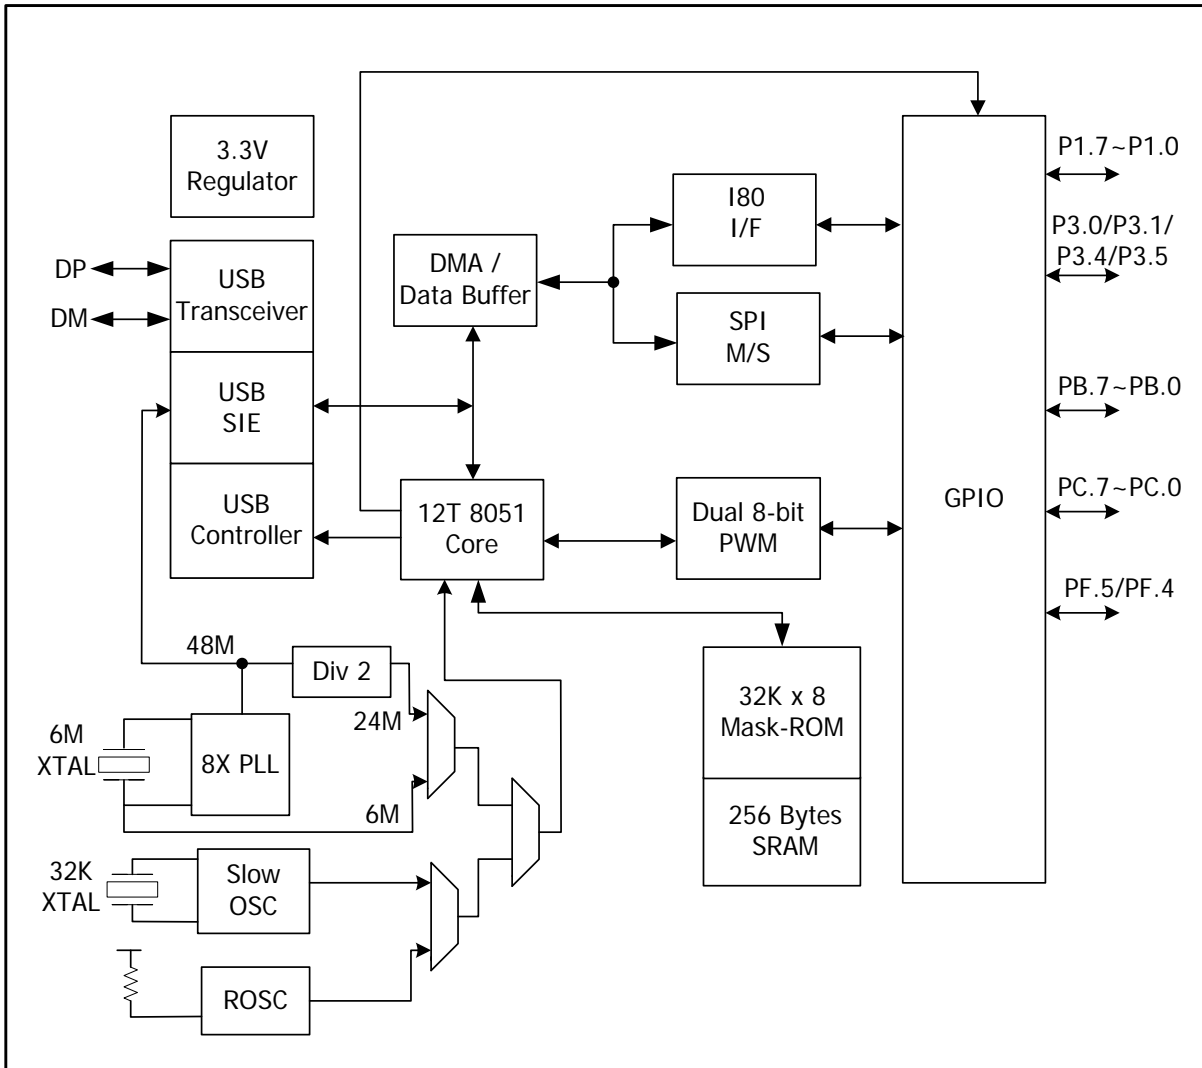 3.3V
Regulator
DP
DM
USB
Transceiver
USB
SIE
USB
Controller
DMA /
Data Buffer
I80
I/F
SPI
M/S
12T 8051
Core
Dual 8-bit
PWM
GPIO
P1.7~P1.0
P3.0/P3.1/
P3.4/P3.5
PB.7~PB.0
PC.7~PC.0
PF.5/PF.4
48M
Div 2
24M
6M
XTAL
8X PLL
6M
32K
XTAL
Slow
OSC
ROSC
32K x 8
Mask-ROM
256 Bytes
SRAM